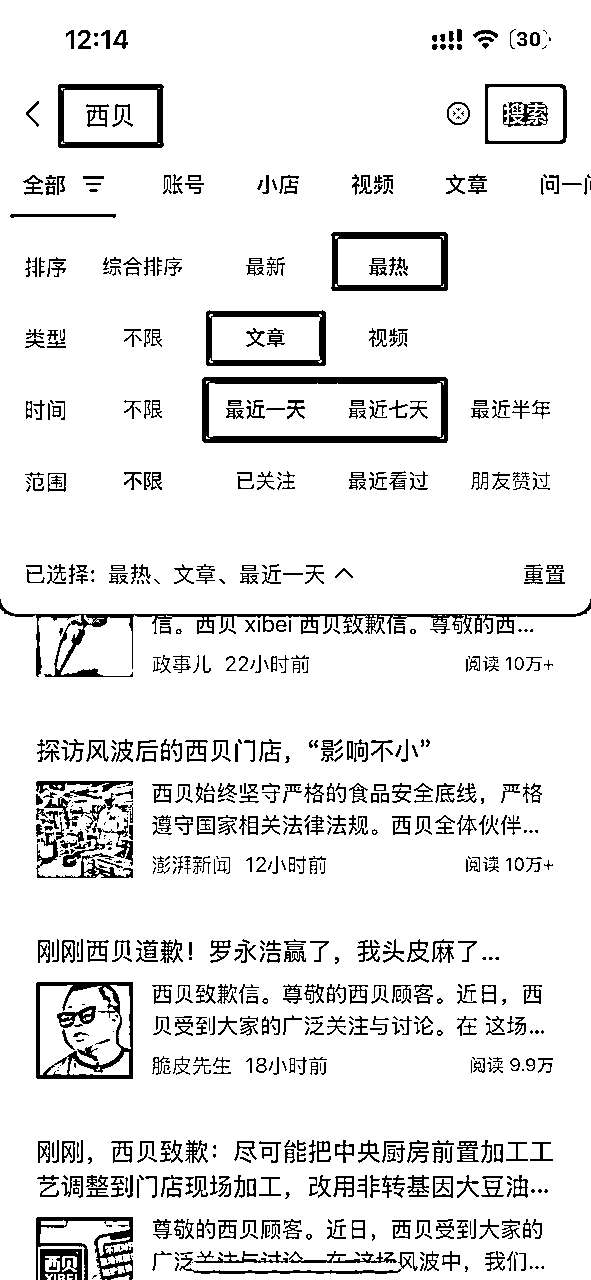 12:14
30
西贝
搜索
全部 账号 小店 视频 文章 问一问
排序 综合排序 最新 最热
类型 不限 文章 视频
时间 不限 最近一天 最近七天 最近半年
范围 不限 已关注 最近看过 朋友赞过
已选择：最热、文章、最近一天 重置
信。西贝 xibei 西贝致歉信。尊敬的西...
政事儿 22小时前 阅读 10万+
探访风波后的西贝门店，“影响不小”
西贝始终坚守严格的食品安全底线，严格
遵守国家相关法律法规。西贝全体伙伴...
澎湃新闻 12小时前 阅读 10万+
刚刚西贝道歉！罗永浩赢了，我头皮麻了...
西贝致歉信。尊敬的西贝顾客。近日，西
贝受到大家的广泛关注与讨论。在 这场...
脆皮先生 18小时前 阅读 9.9万
刚刚，西贝致歉：尽可能把中央厨房前置加工工
艺调整到门店现场加工，改用非转基因大豆油...
尊敬的西贝顾客。近日，西贝受到大家的
广泛关注与讨论。在 这场风波中，我们...
西贝